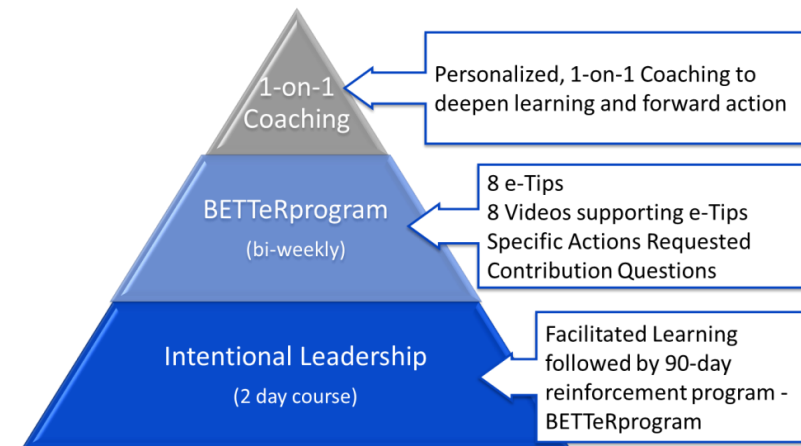 1-on-1
Coaching
Personalized, 1-on-1 Coaching to
deepen learning and forward action
BETTeRprogram
(bi-weekly)
8 e-Tips
8 Videos supporting e-Tips
Specific Actions Requested
Contribution Questions
Intentional Leadership
(2 day course)
Facilitated Learning
followed by 90-day
reinforcement program -
BETTeRprogram